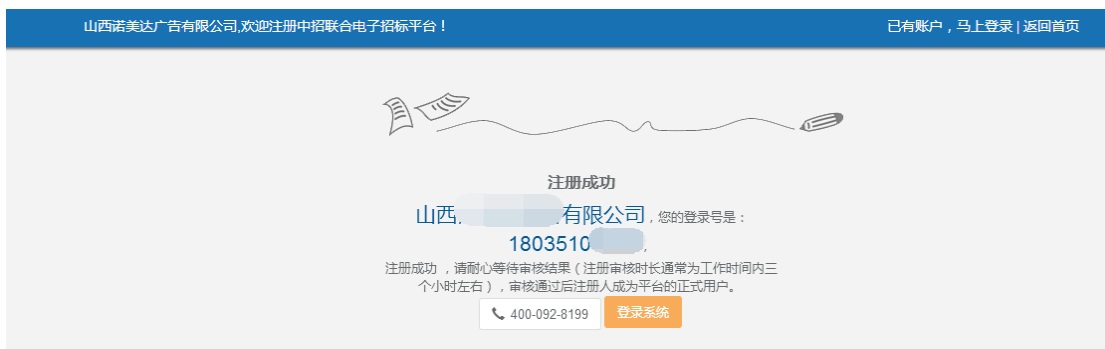 山西诺美达广告有限公司,欢迎注册中招联合电子招标平台！ 已有账户，马上登录 | 返回首页
注册成功
山西 有限公司，您的登录号是：
1803510 ，
注册成功 ，请耐心等待审核结果（注册审核时长通常为工作时间内三
个小时左右），审核通过后注册人成为平台的正式用户。
400-092-8199 登录系统